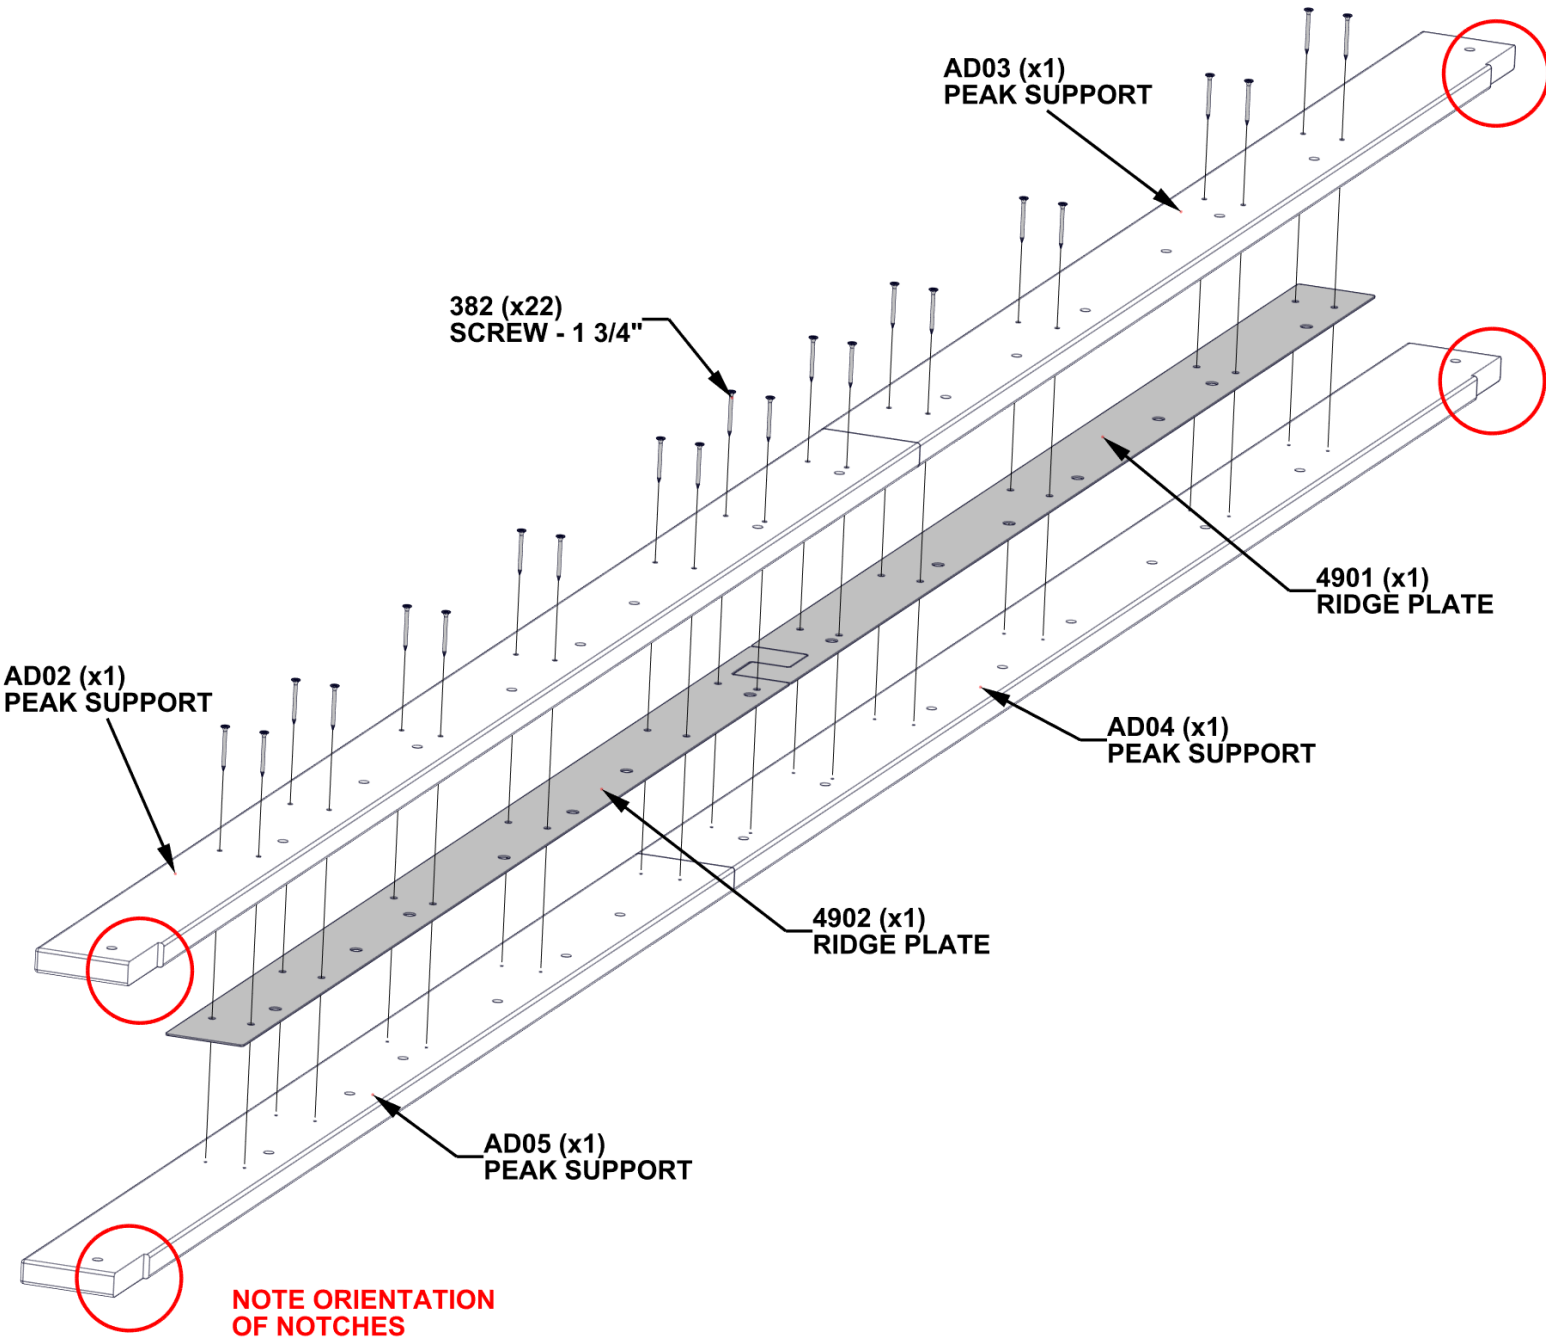 AD03 (x1)
PEAK SUPPORT
382 (x22)
SCREW - 1 3/4"
4901 (x1)
RIDGE PLATE
AD02 (x1)
PEAK SUPPORT
AD04 (x1)
PEAK SUPPORT
4902 (x1)
RIDGE PLATE
AD05 (x1)
PEAK SUPPORT
NOTE ORIENTATION
OF NOTCHES